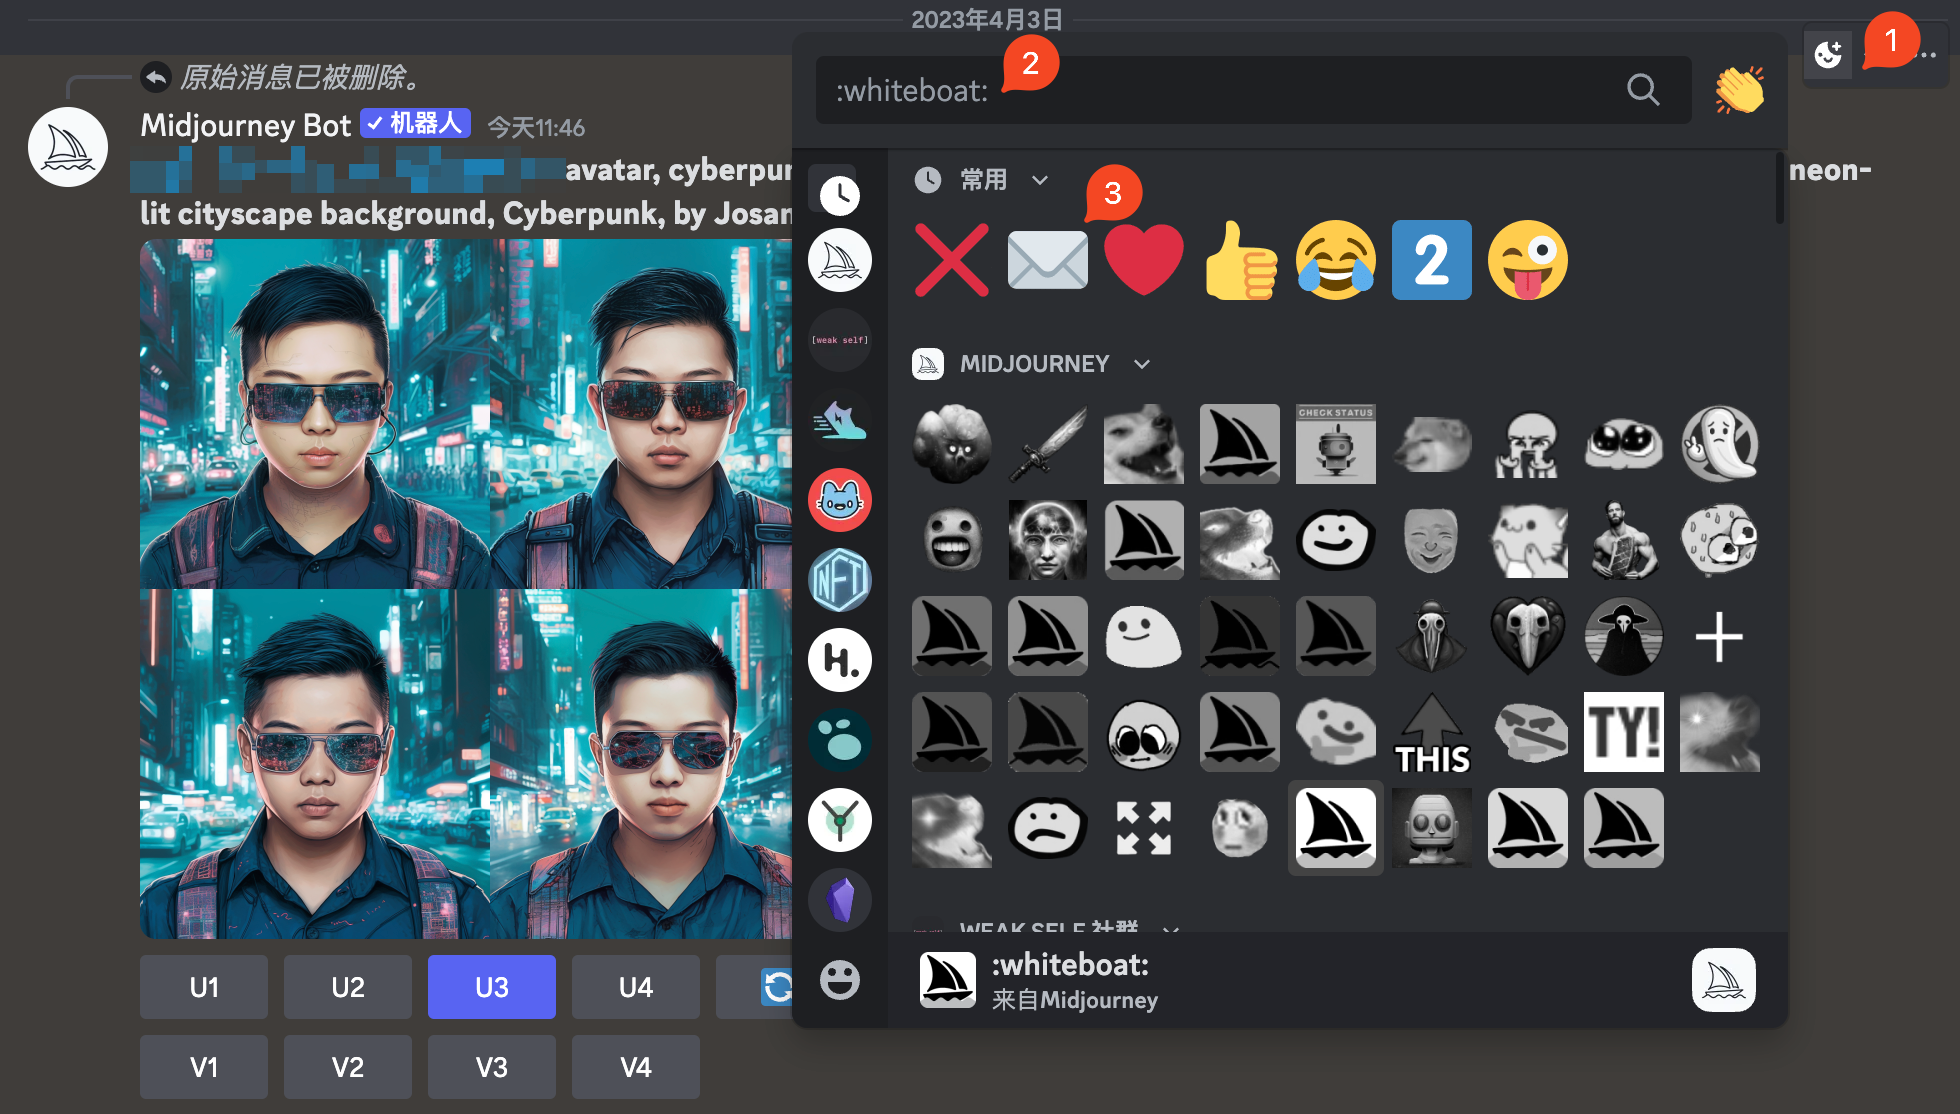 2023年4月3日
1
2
:whiteboat:
原始消息已被删除。
Midjourney Bot ✓ 机器人 今天11:46
avatar, cyberpun
neon-
lit cityscape background, Cyberpunk, by Josan
常用
3
2
[weak self]
MIDJOURNEY
CHECK STATUS
NFT
H.
THIS
TY!
WEAK SELF 社群
:whiteboat:
来自Midjourney
U1 U2 U3 U4
V1 V2 V3 V4